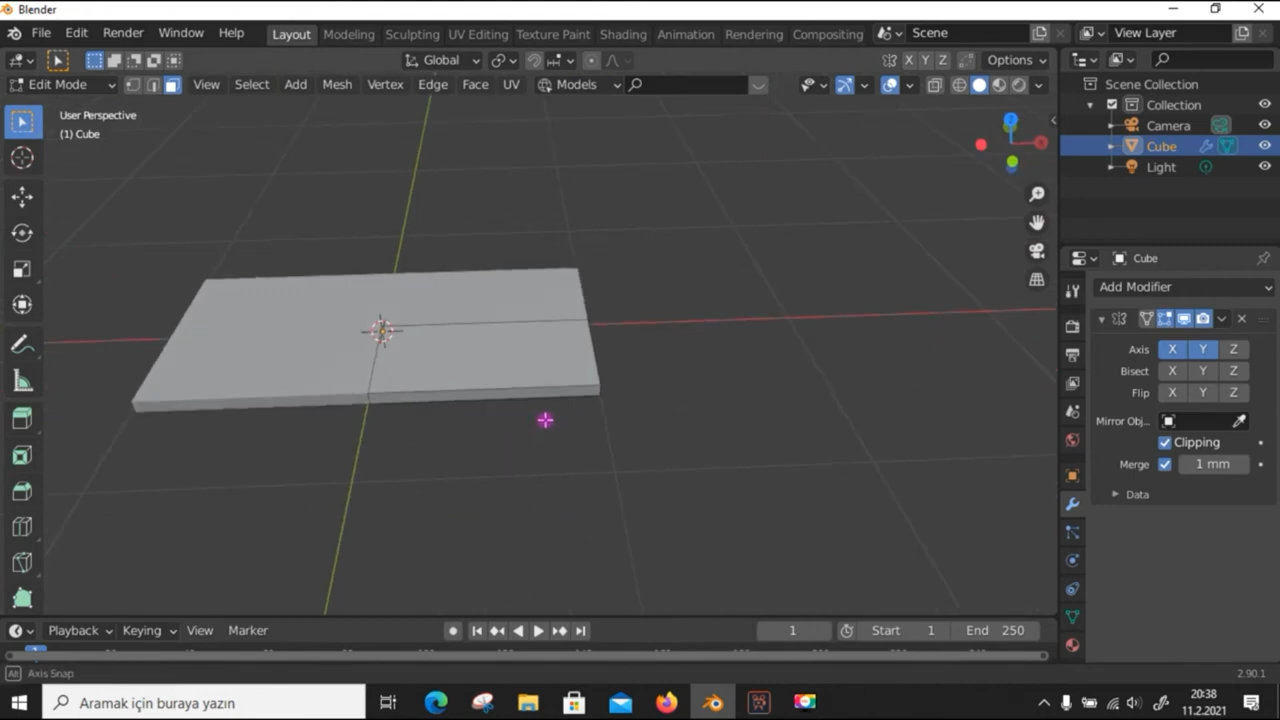 Blender
File Edit Render Window Help Layout Modeling Sculpting UV Editing Texture Paint Shading Animation Rendering Compositing Scene View Layer
Global Options
Edit Mode View Select Add Mesh Vertex Edge Face UV Models
User Perspective
(1) Cube
X Y Z
Z
Scene Collection
Collection
Camera
Cube
Light
Cube
Add Modifier
Axis X Y Z
Bisect X Y Z
Flip X Y Z
Mirror Obj...
Clipping
Merge 1 mm
Data
Playback Keying View Marker 1 Start 1 End 250
Alt Axis Snap 2.90.1
Aramak için buraya yazın
20:38
11.2.2021